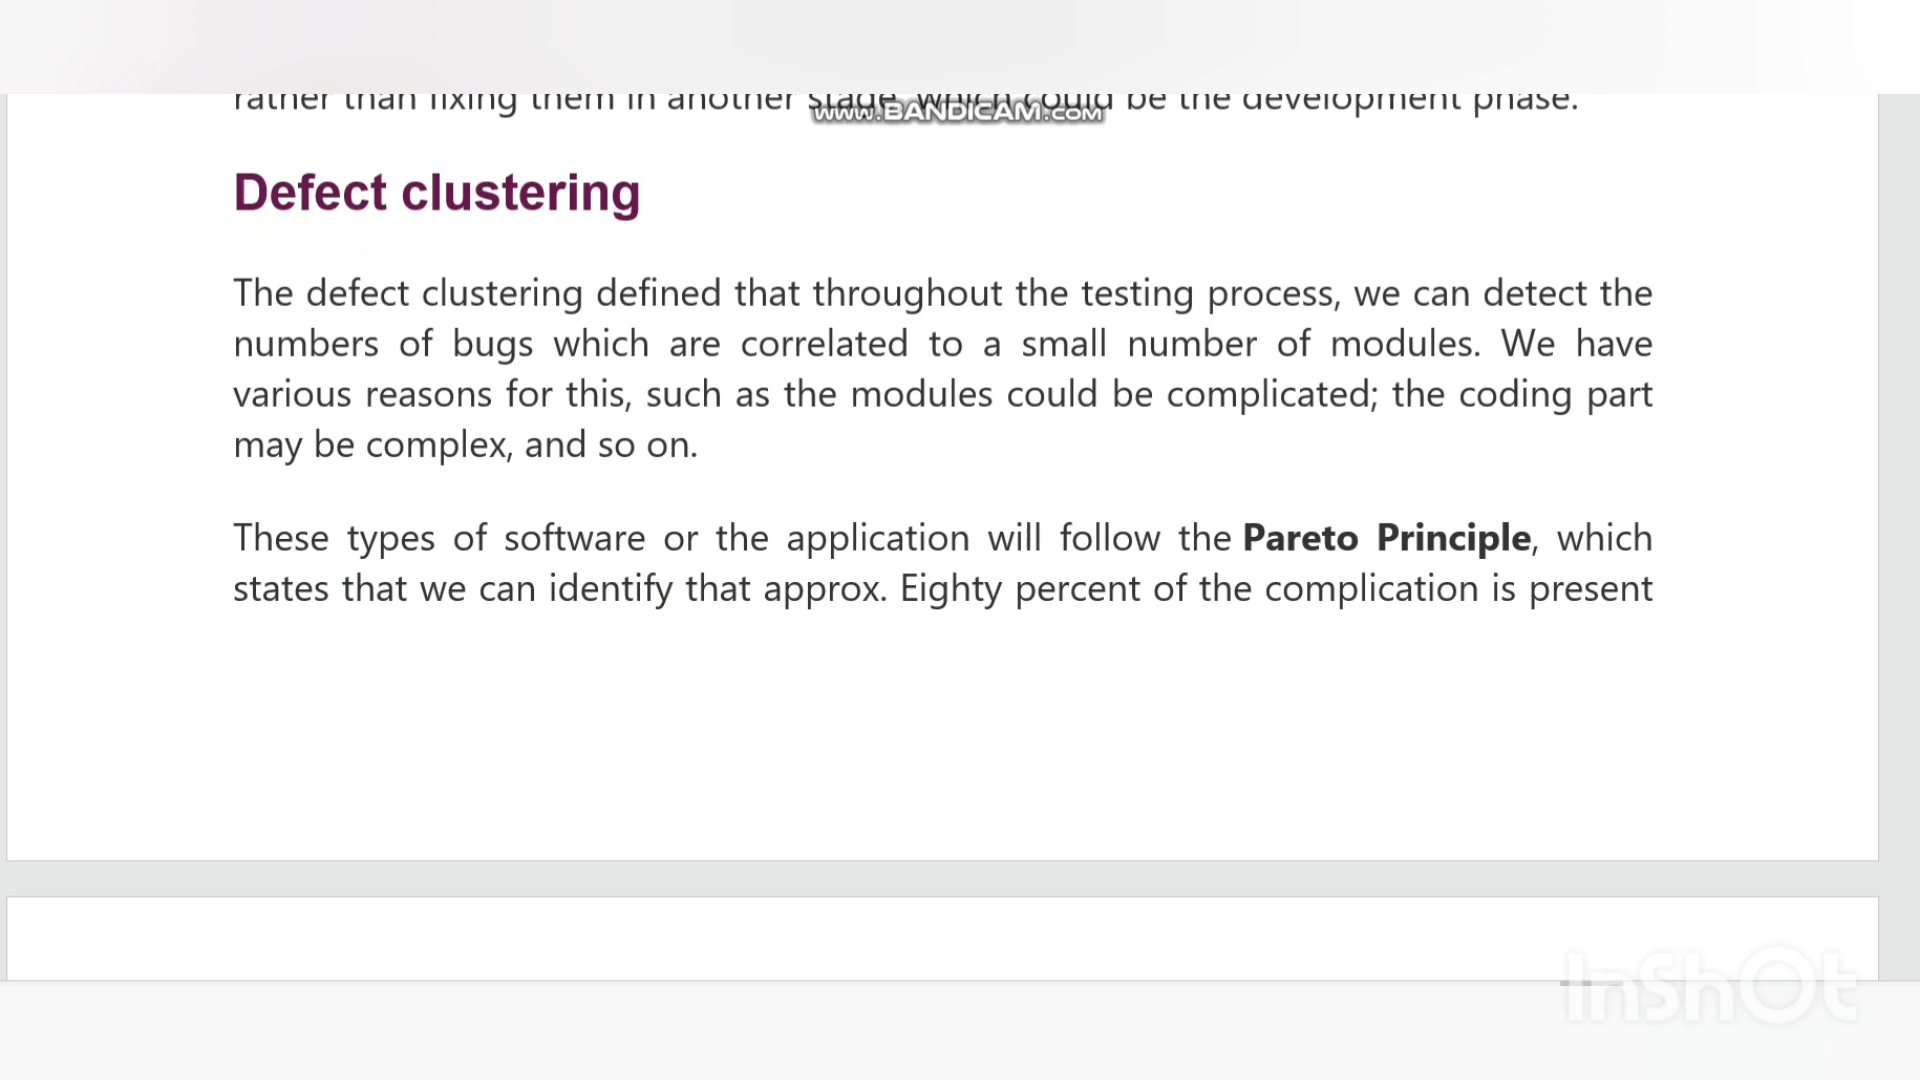 rather than fixing them in another stage, which could be the development phase.
www.BANDICAM.com
Defect clustering
The defect clustering defined that throughout the testing process, we can detect the
numbers of bugs which are correlated to a small number of modules. We have
various reasons for this, such as the modules could be complicated; the coding part
may be complex, and so on.
These types of software or the application will follow the Pareto Principle, which
states that we can identify that approx. Eighty percent of the complication is present
InShOt